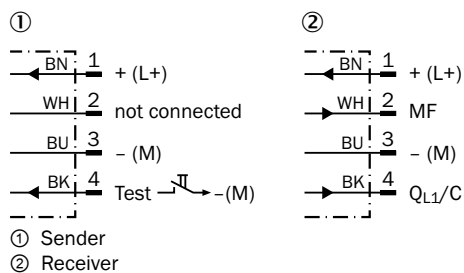 ① ②
BN 1 + (L+) BN 1 + (L+)
WH 2 not connected WH 2 MF
BU 3 – (M) BU 3 – (M)
BK 4 Test –(M) BK 4 QL1/C
① Sender
② Receiver